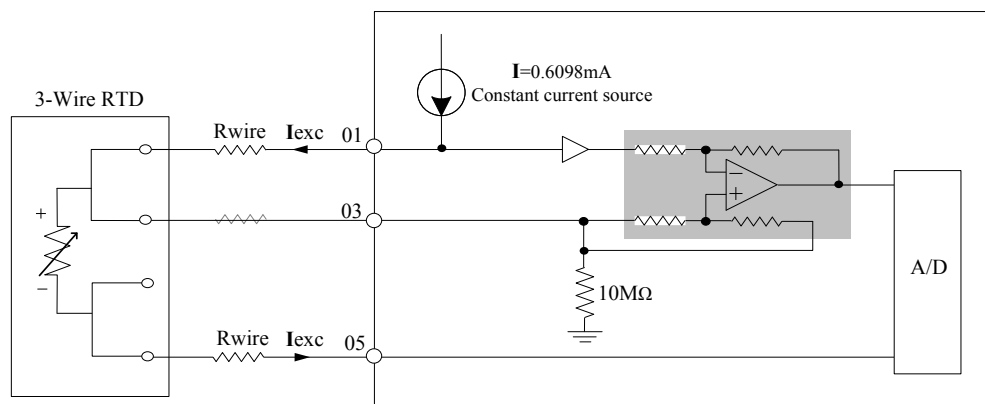 I=0.6098mA
Constant current source
3-Wire RTD
Rwire Iexc 01
03
+
−
−
+
A/D
10MΩ
Rwire Iexc 05